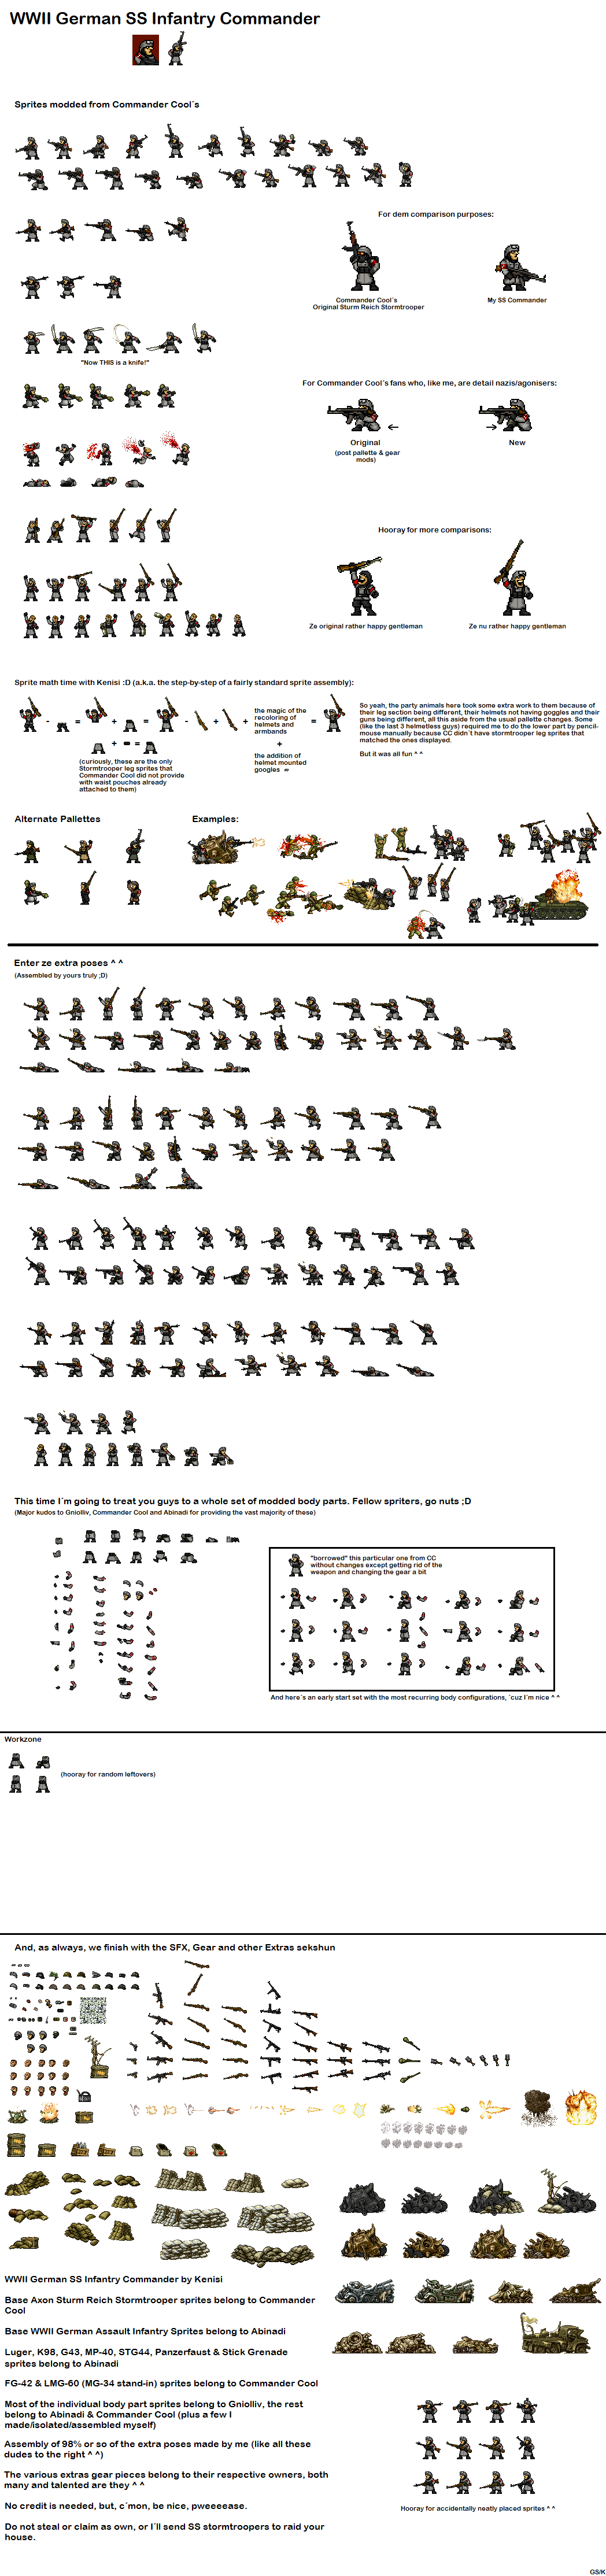 WWII German SS Infantry Commander
Sprites modded from Commander Cool´s
For dem comparison purposes:
Commander Cool´s
Original Sturm Reich Stormtrooper
My SS Commander
"Now THIS is a knife!"
For Commander Cool´s fans who, like me, are detail nazis/agonisers:
Original
(post pallette & gear
mods)
New
Hooray for more comparisons:
Ze original rather happy gentleman
Ze nu rather happy gentleman
Sprite math time with Kenisi :D (a.k.a. the step-by-step of a fairly standard sprite assembly):
- = + = - + +
the magic of the
recoloring of
helmets and
armbands
=
+
the addition of
helmet mounted
googles
+ =
(curiously, these are the only
Stormtrooper leg sprites that
Commander Cool did not provide
with waist pouches already
attached to them)
So yeah, the party animals here took some extra work to them because of
their leg section being different, their helmets not having goggles and their
guns being different, all this aside from the usual pallette changes. Some
(like the last 3 helmetless guys) required me to do the lower part by pencil-
mouse manually because CC didn´t have stormtrooper leg sprites that
matched the ones displayed.
But it was all fun ^ ^
Alternate Pallettes
Examples:
Enter ze extra poses ^ ^
(Assembled by yours truly ;D)
This time I´m going to treat you guys to a whole set of modded body parts. Fellow spriters, go nuts ;D
(Major kudos to Gniolliv, Commander Cool and Abinadi for providing the vast majority of these)
"borrowed" this particular one from CC
without changes except getting rid of the
weapon and changing the gear a bit
And here´s an early start set with the most recurring body configurations, ´cuz I´m nice ^ ^
Workzone
(hooray for random leftovers)
And, as always, we finish with the SFX, Gear and other Extras sekshun
WWII German SS Infantry Commander by Kenisi
Base Axon Sturm Reich Stormtrooper sprites belong to Commander
Cool
Base WWII German Assault Infantry Sprites belong to Abinadi
Luger, K98, G43, MP-40, STG44, Panzerfaust & Stick Grenade
sprites belong to Abinadi
FG-42 & LMG-60 (MG-34 stand-in) sprites belong to Commander Cool
Most of the individual body part sprites belong to Gniolliv, the rest
belong to Abinadi & Commander Cool (plus a few I
made/isolated/assembled myself)
Assembly of 98% or so of the extra poses made by me (like all these
dudes to the right ^ ^)
The various extras gear pieces belong to their respective owners, both
many and talented are they ^ ^
No credit is needed, but, c´mon, be nice, pweeeease.
Do not steal or claim as own, or I´ll send SS stormtroopers to raid your
house.
Hooray for accidentally neatly placed sprites ^ ^
GS/K